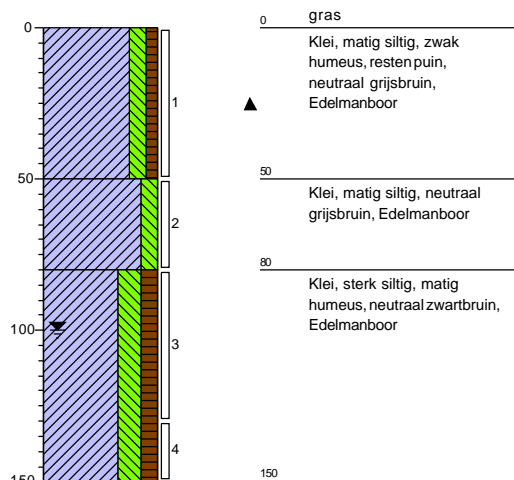 0
50
100
150
1
2
3
4
0
gras
Klei, matig siltig, zwak
humeus, resten puin,
neutraal grijsbruin,
Edelmanboor
50
Klei, matig siltig, neutraal
grijsbruin, Edelmanboor
80
Klei, sterk siltig, matig
humeus, neutraal zwartbruin,
Edelmanboor
150